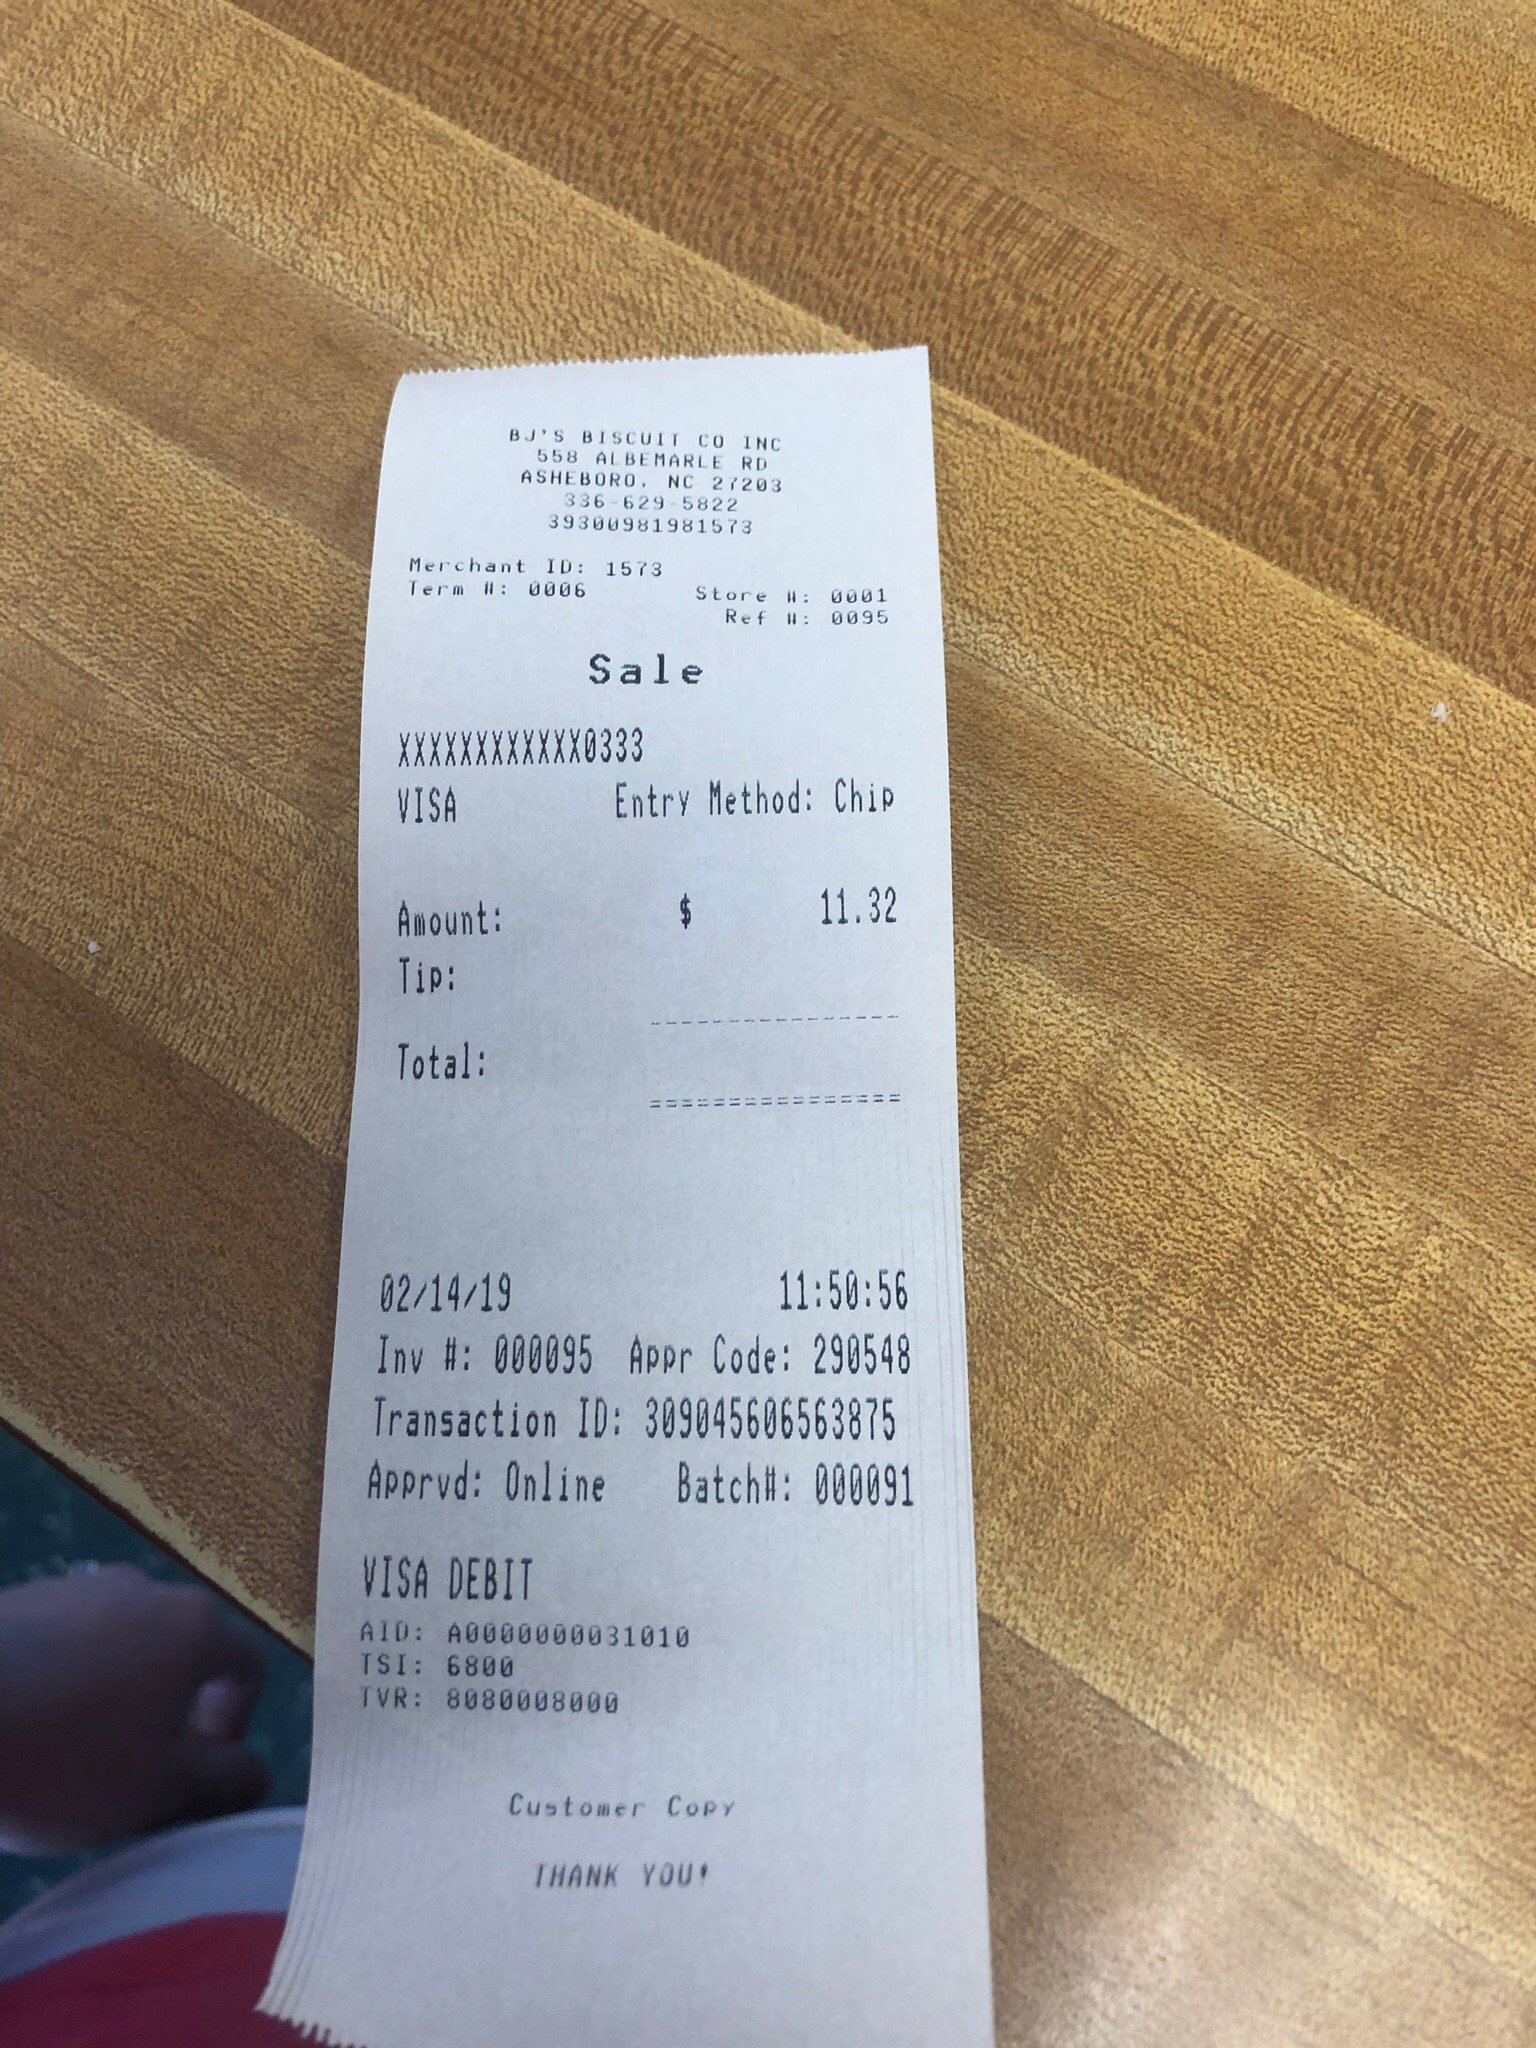 BJ'S BISCUIT CO INC
558 ALBEMARLE RD
ASHEBORO, NC 27203
336-629-5822
39300981981573
Merchant ID: 1573
Term #: 0006 Store #: 0001
Ref #: 0095
Sale
XXXXXXXXXXXX0333
VISA Entry Method: Chip
Amount: $ 11.32
Tip:
Total:
02/14/19 11:50:56
Inv #: 000095 Appr Code: 290548
Transaction ID: 309045606563875
Apprvd: Online Batch#: 000091
VISA DEBIT
AID: A0000000031010
TSI: 6800
TVR: 8080008000
Customer Copy
THANK YOU!